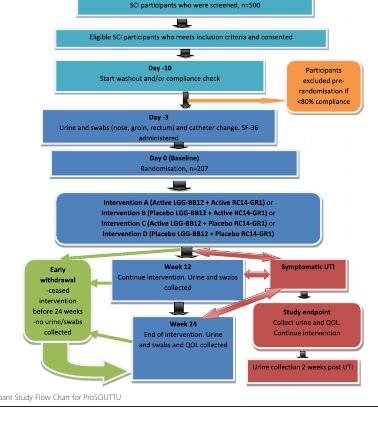 SCI participants who were screened, n=500
Eligible SCI participants who meets inclusion criteria and consented
Day -10
Start washout and/or compliance check
Participants
excluded pre-
randomisation if
<80% compliance
Day -3
Urine and swabs (nose, groin, rectum) and catheter change. SF-36
administered
Day 0 (Baseline)
Randomisation, n=207
Intervention A (Active LGG-BB12 + Active RC14-GR1) or
Intervention B (Placebo LGG-BB12 + Active RC14-GR1) or
Intervention C (Active LGG-BB12 + Placebo RC14-GR1) or
Intervention D (Placebo LGG-BB12 + Placebo RC14-GR1)
Early
withdrawal
-ceased
intervention
before 24 weeks
-no urine/swabs
collected
Week 12
Continue intervention. Urine and swabs
collected
Symptomatic UTI
Study endpoint
Collect urine and QOL
Continue intervention
Week 24
End of intervention. Urine
and swabs and QOL collected
Urine collection 2 weeks post UTI
pant Study Flow Chart for ProSCIUTTU